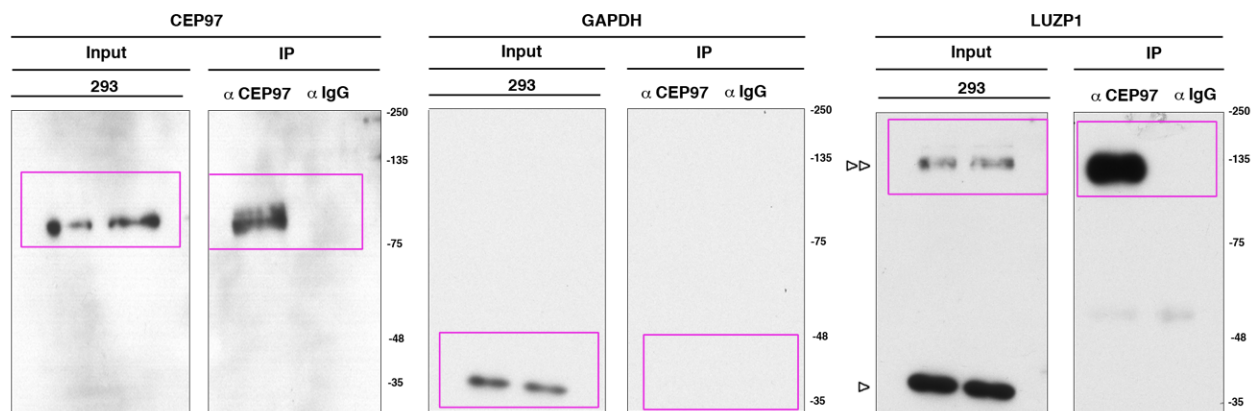 CEP97
Input
IP
293
α CEP97
α IgG
-250
-135
-75
-48
-35
GAPDH
Input
IP
293
α CEP97
α IgG
-250
-135
-75
-48
-35
LUZP1
Input
IP
293
α CEP97
α IgG
-250
-135
-75
-48
-35